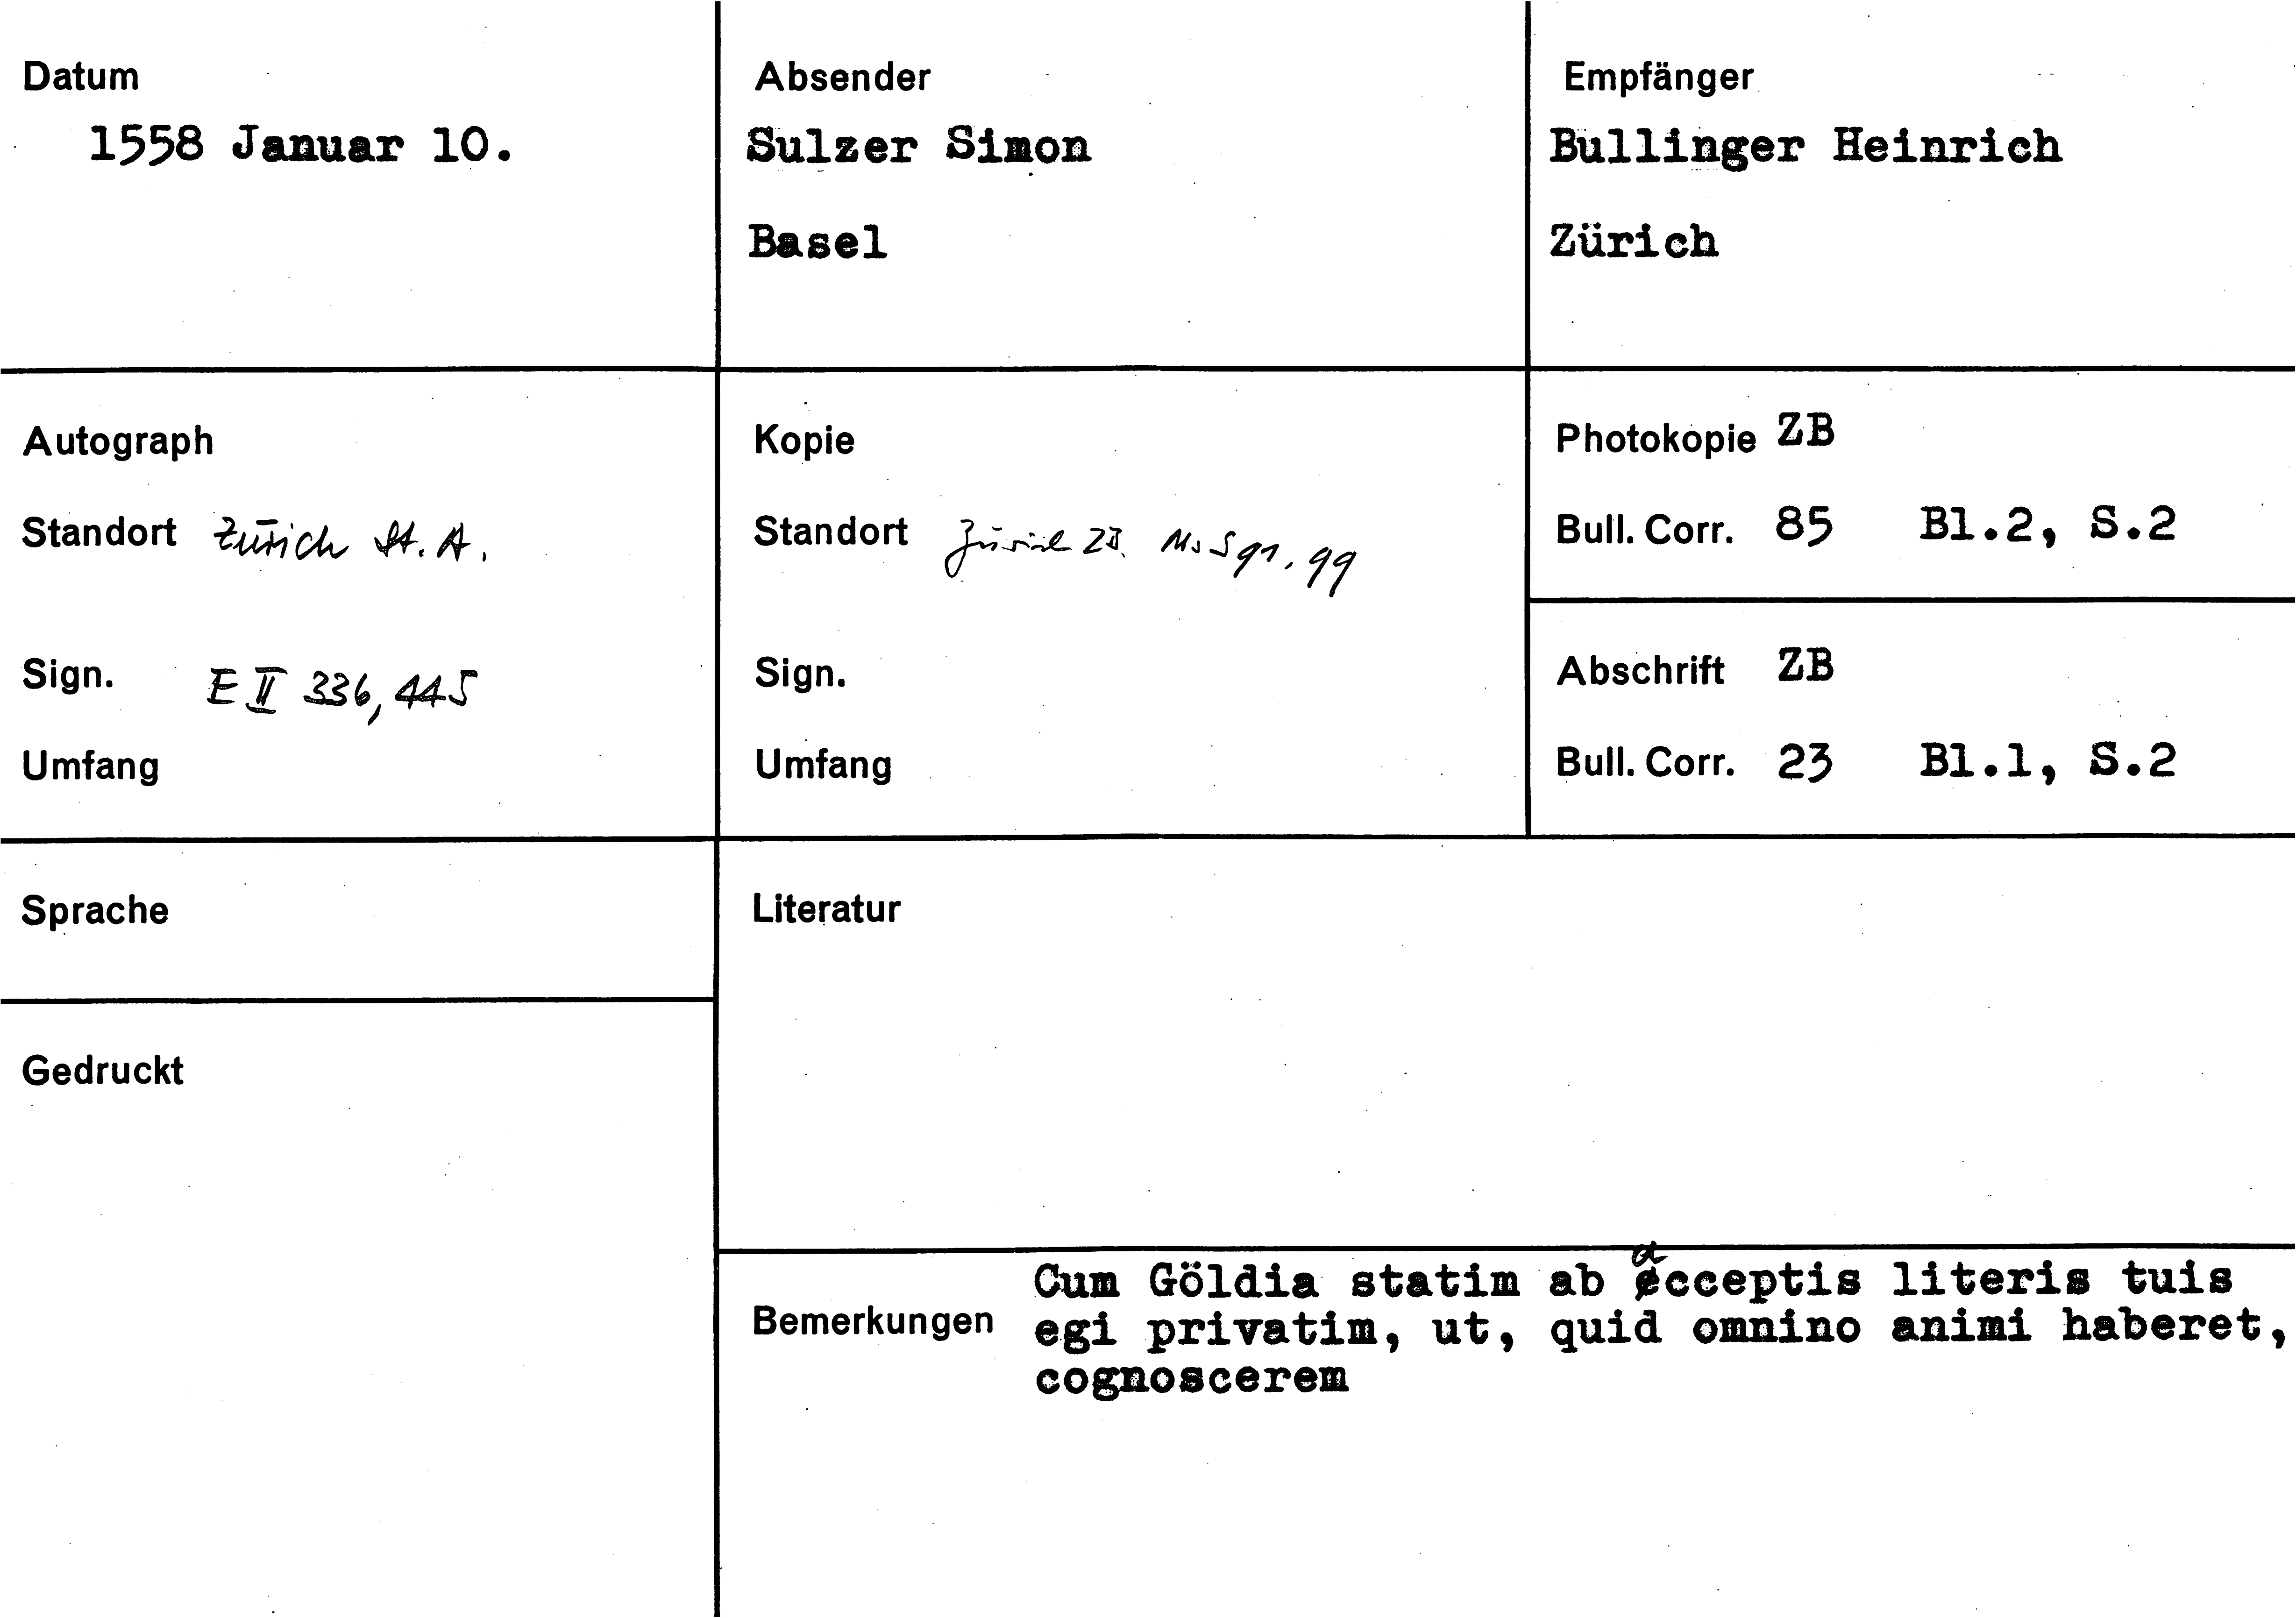 Datum
1558 Januar 10.
Absender
Sulzer Simon
Basel
Empfänger
Bullinger Heinrich
Zürich
Autograph
Standort Zürich St. A.
Sign. E II 336, 445
Umfang
Kopie
Standort Zürich ZB. Ms S 91, 99
Sign.
Umfang
Photokopie ZB
Bull. Corr. 85 Bl.2, S.2
Abschrift ZB
Bull. Corr. 23 Bl.1, S.2
Sprache
Gedruckt
Literatur
Bemerkungen
Cum Göldia statim ab acceptis literis tuis
egi privatim, ut, quid omnino animi haberet,
cognoscerem